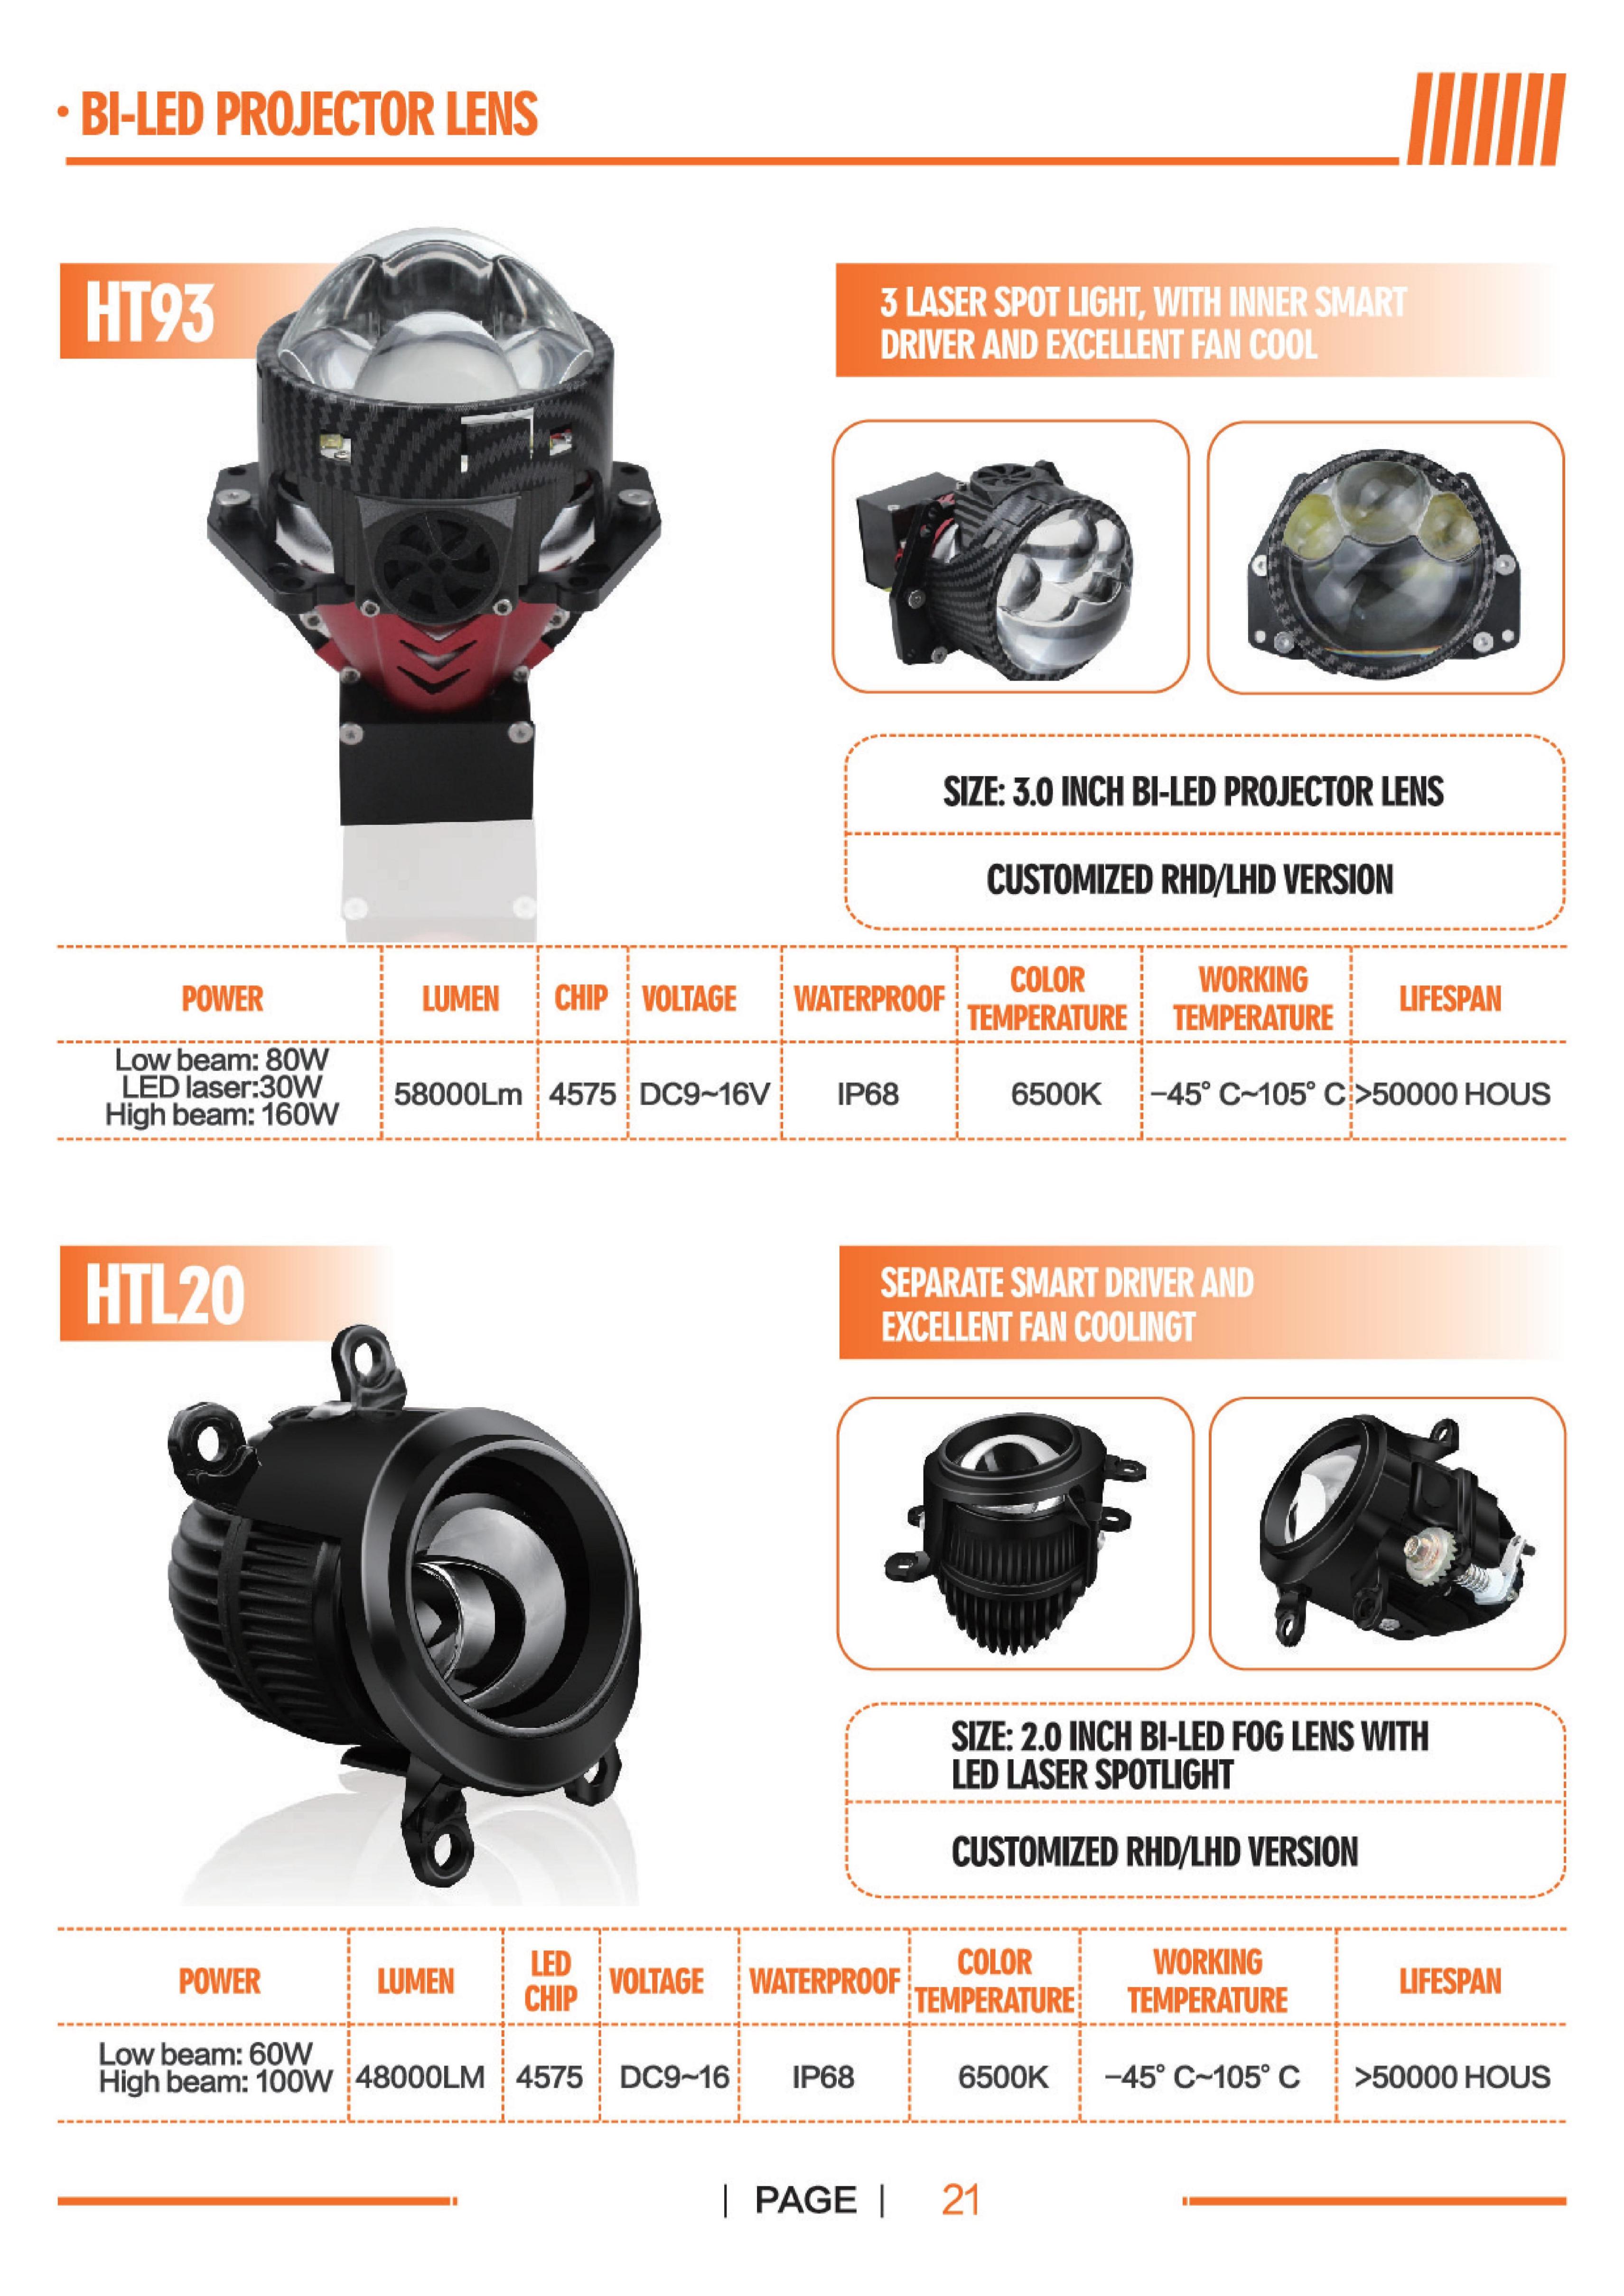 • BI-LED PROJECTOR LENS
HT93
3 LASER SPOT LIGHT, WITH INNER SMART
DRIVER AND EXCELLENT FAN COOL
SIZE: 3.0 INCH BI-LED PROJECTOR LENS
CUSTOMIZED RHD/LHD VERSION
POWER LUMEN CHIP VOLTAGE WATERPROOF COLOR TEMPERATURE WORKING TEMPERATURE LIFESPAN
Low beam: 80W
LED laser:30W
High beam: 160W
58000Lm 4575 DC9~16V IP68 6500K −45° C~105° C >50000 HOUS
HTL20
SEPARATE SMART DRIVER AND
EXCELLENT FAN COOLINGT
SIZE: 2.0 INCH BI-LED FOG LENS WITH
LED LASER SPOTLIGHT
CUSTOMIZED RHD/LHD VERSION
POWER LUMEN LED CHIP VOLTAGE WATERPROOF COLOR TEMPERATURE WORKING TEMPERATURE LIFESPAN
Low beam: 60W
High beam: 100W
48000LM 4575 DC9~16 IP68 6500K −45° C~105° C >50000 HOUS
| PAGE | 21